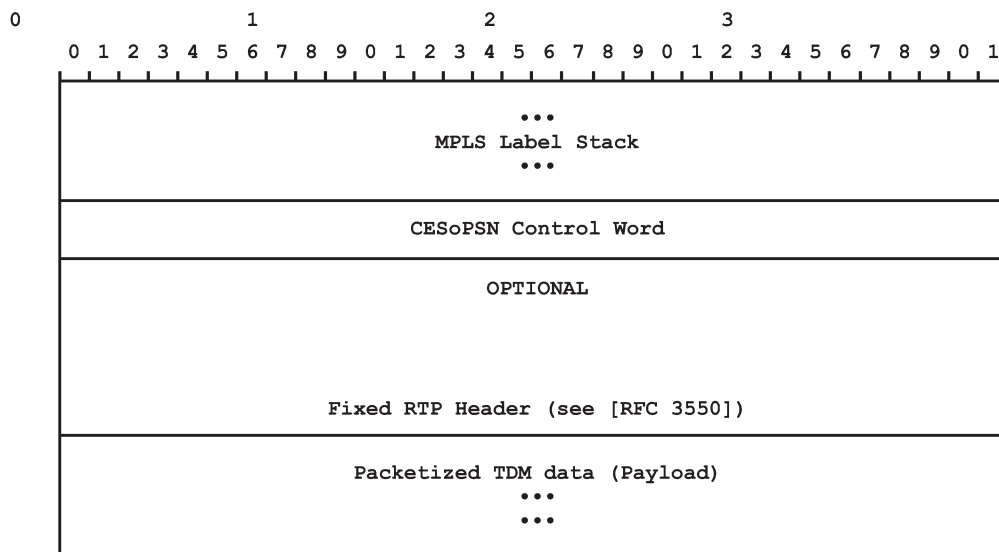 0 1 2 3
0 1 2 3 4 5 6 7 8 9 0 1 2 3 4 5 6 7 8 9 0 1 2 3 4 5 6 7 8 9 0 1
•••
MPLS Label Stack
•••
CESoPSN Control Word
OPTIONAL
Fixed RTP Header (see [RFC 3550])
Packetized TDM data (Payload)
•••
•••